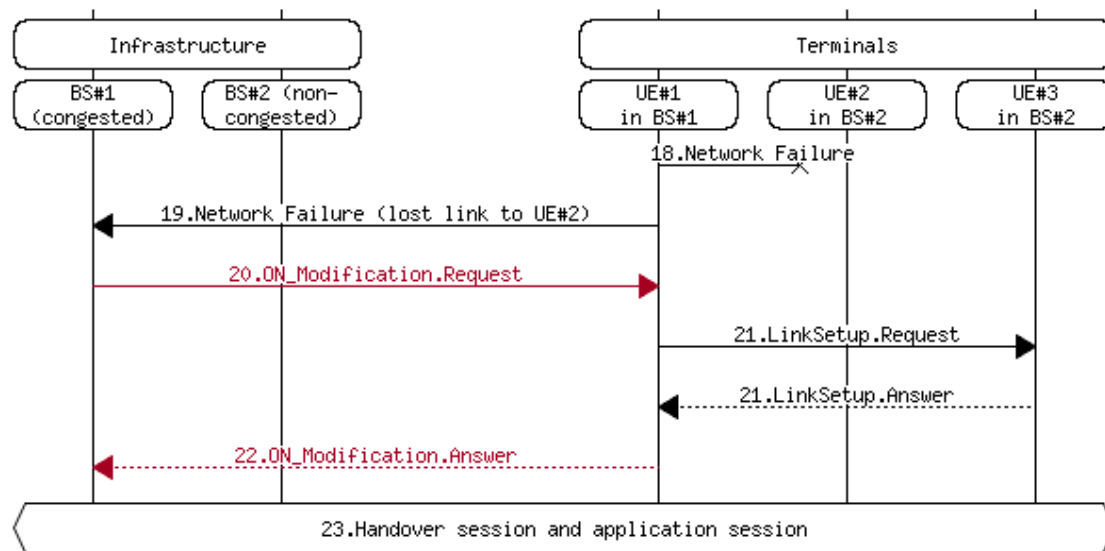 Infrastructure
Terminals
BS#1
(congested)
BS#2 (non-
congested)
UE#1
in BS#1
UE#2
in BS#2
UE#3
in BS#2
18.Network Failure
19.Network Failure (lost link to UE#2)
20.ON_Modification.Request
21.LinkSetup.Request
21.LinkSetup.Answer
22.ON_Modification.Answer
23.Handover session and application session